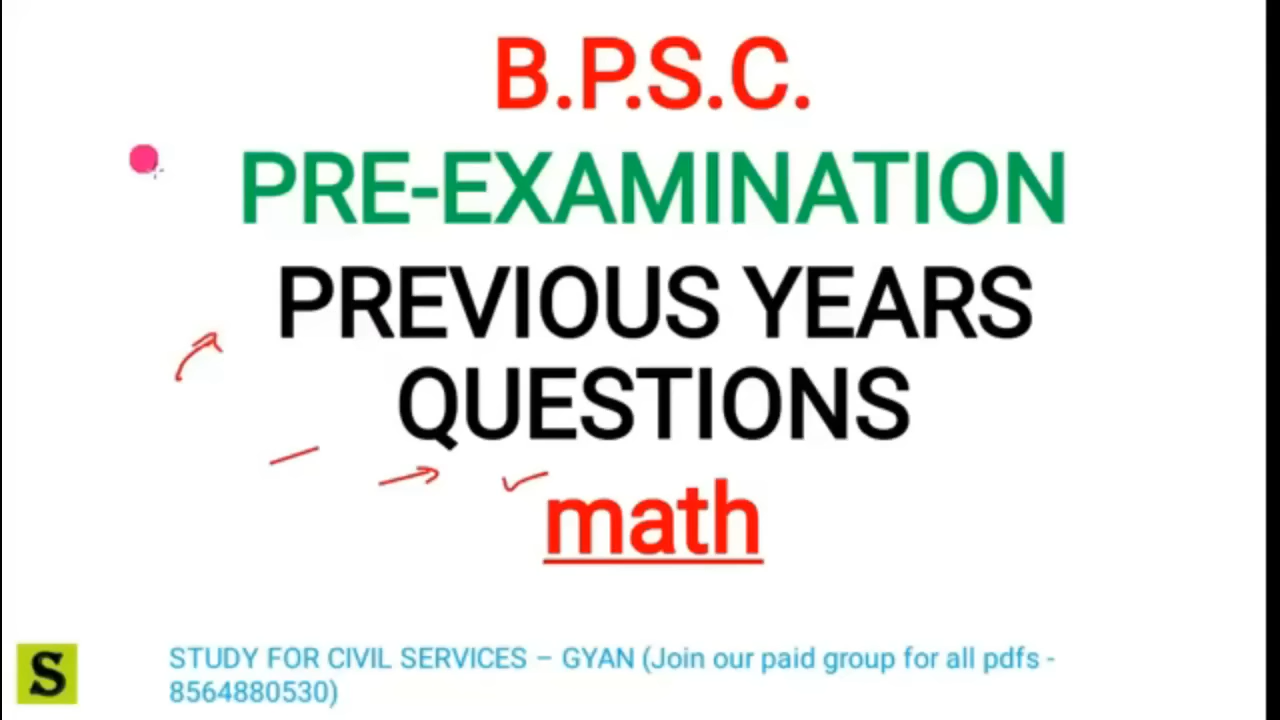 B.P.S.C.
PRE-EXAMINATION
PREVIOUS YEARS
QUESTIONS
math
S
STUDY FOR CIVIL SERVICES – GYAN (Join our paid group for all pdfs -
8564880530)